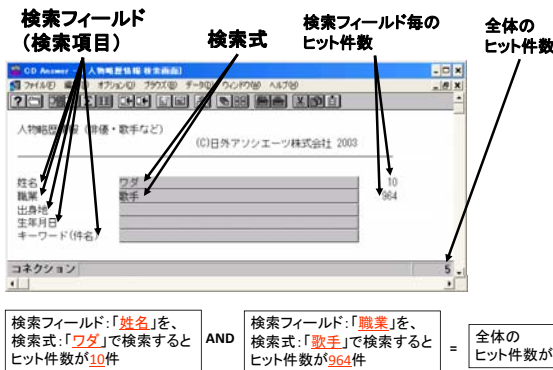 検索フィールド
（検索項目）
検索式
検索フィールド毎の
ヒット件数
全体の
ヒット件数
CD Answer
人物略歴情報 検索画面]
ファイル(F)
オプション(O) ブラウズ(B) データ(D) ウィンドウ(W) ヘルプ(H)
人物略歴
(俳優・歌手など)
(C)日外アソシエーツ株式会社 2003
姓名 ワダ 10
職業 歌手 964
出身地
生年月日
キーワード(件名)
コネクション 5
検索フィールド：「姓名」を、
検索式：「ワダ」で検索すると
ヒット件数が10件
AND
検索フィールド：「職業」を、
検索式：「歌手」で検索すると
ヒット件数が964件
=
全体の
ヒット件数が